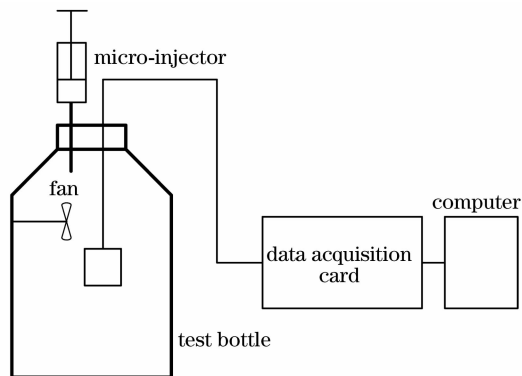 micro-injector
fan
computer
data acquisition
card
test bottle